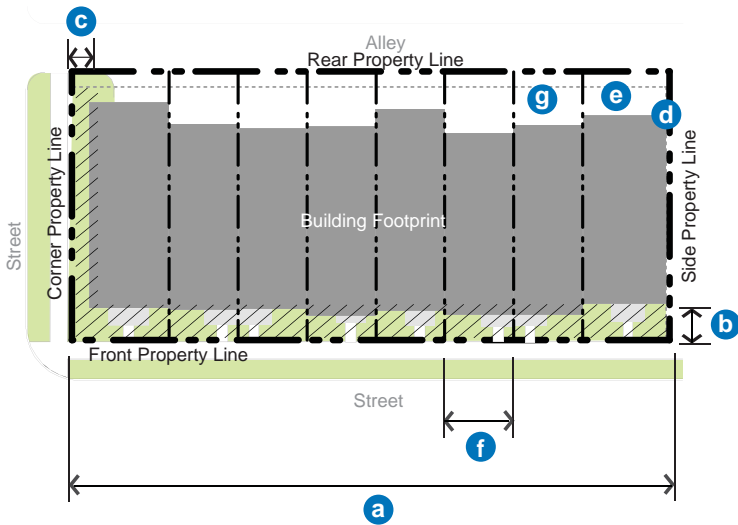 c
Alley
Rear Property Line
g
e
d
Corner Property Line
Side Property Line
Street
Building Footprint
b
Front Property Line
Street
f
a